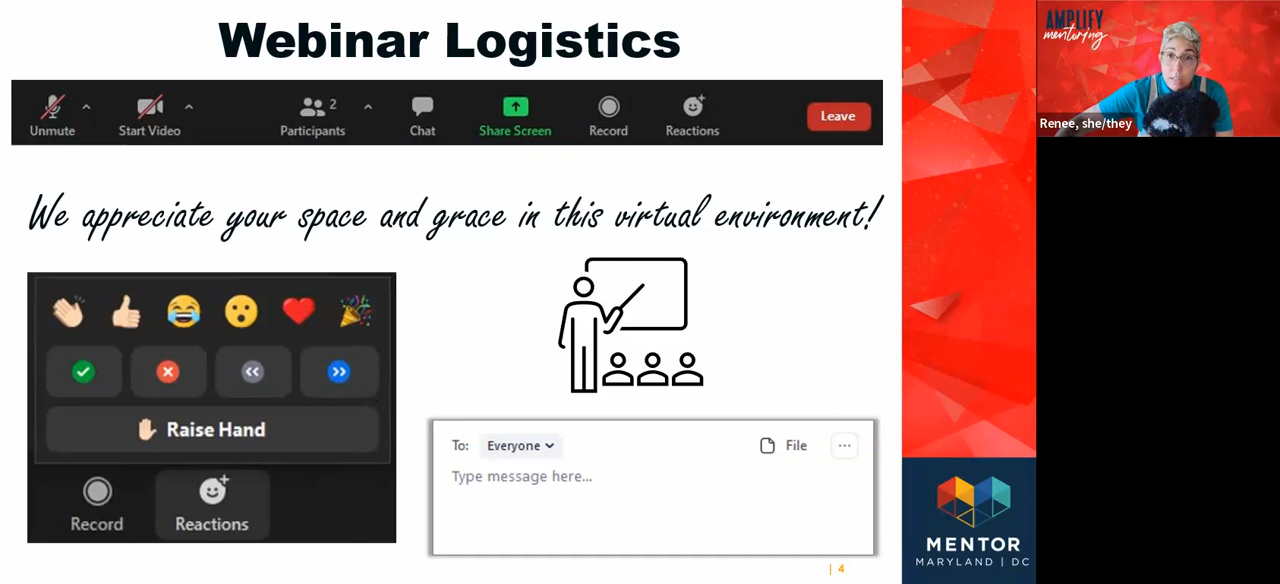 Webinar Logistics
Unmute
Start Video
2
Participants
Chat
Share Screen
Record
Reactions
Leave
We appreciate your space and grace in this virtual environment!
Raise Hand
Record
Reactions
To: Everyone
File
Type message here...
| 4
MENTOR
MARYLAND | DC
AMPLIFY
mentoring
Renee, she/they